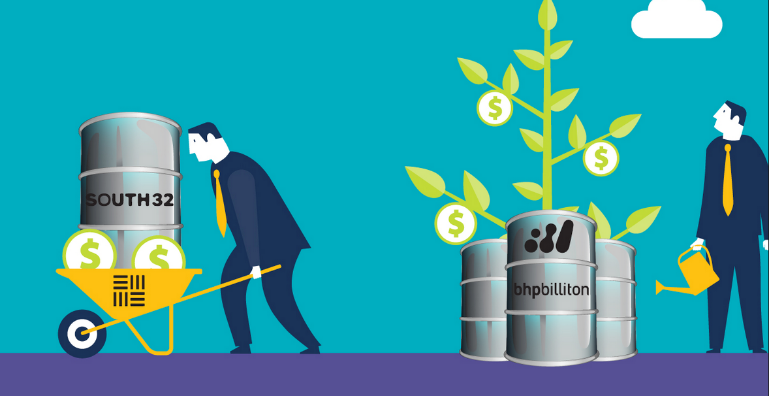 SOUTH32
$ $
$
$
$
bhpbilliton